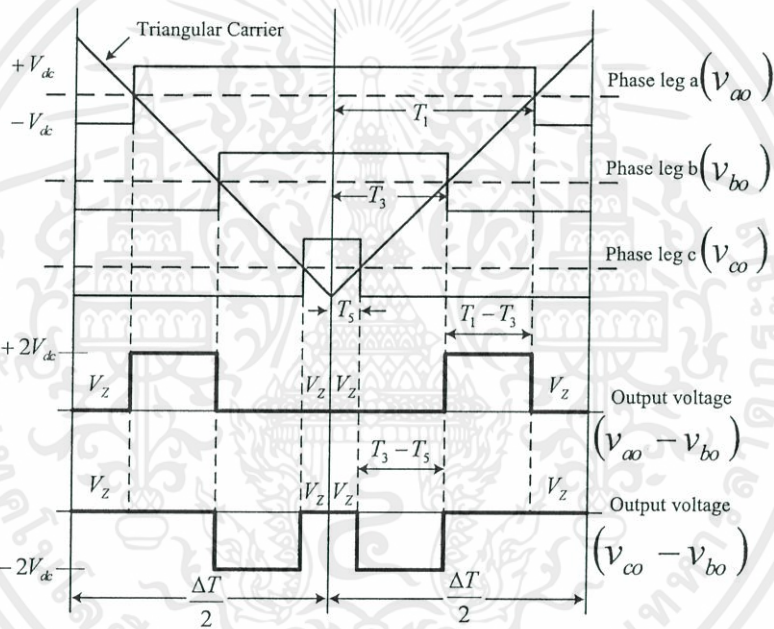 Triangular Carrier
+V_dc
Phase leg a (v_ao)
T_1
−V_dc
Phase leg b (v_bo)
T_3
Phase leg c (v_co)
T_5
T_1 − T_3
+2V_dc
V_Z V_Z V_Z V_Z
Output voltage
(v_ao − v_bo)
T_3 − T_5
V_Z V_Z V_Z V_Z
Output voltage
(v_co − v_bo)
−2V_dc
ΔT/2 ΔT/2